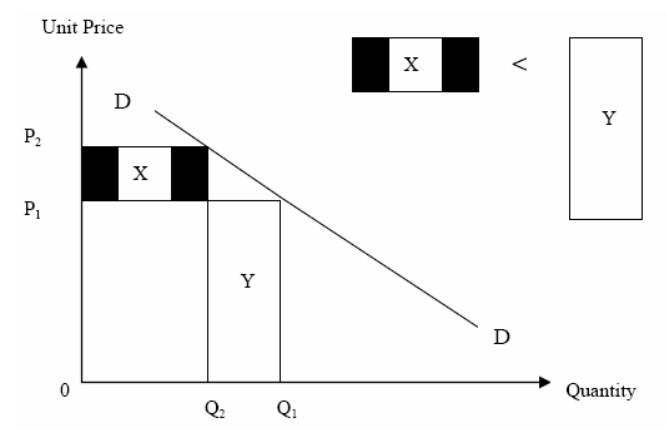 Unit Price
X
<
Y
D
P₂
X
P₁
Y
D
0
Quantity
Q₂
Q₁